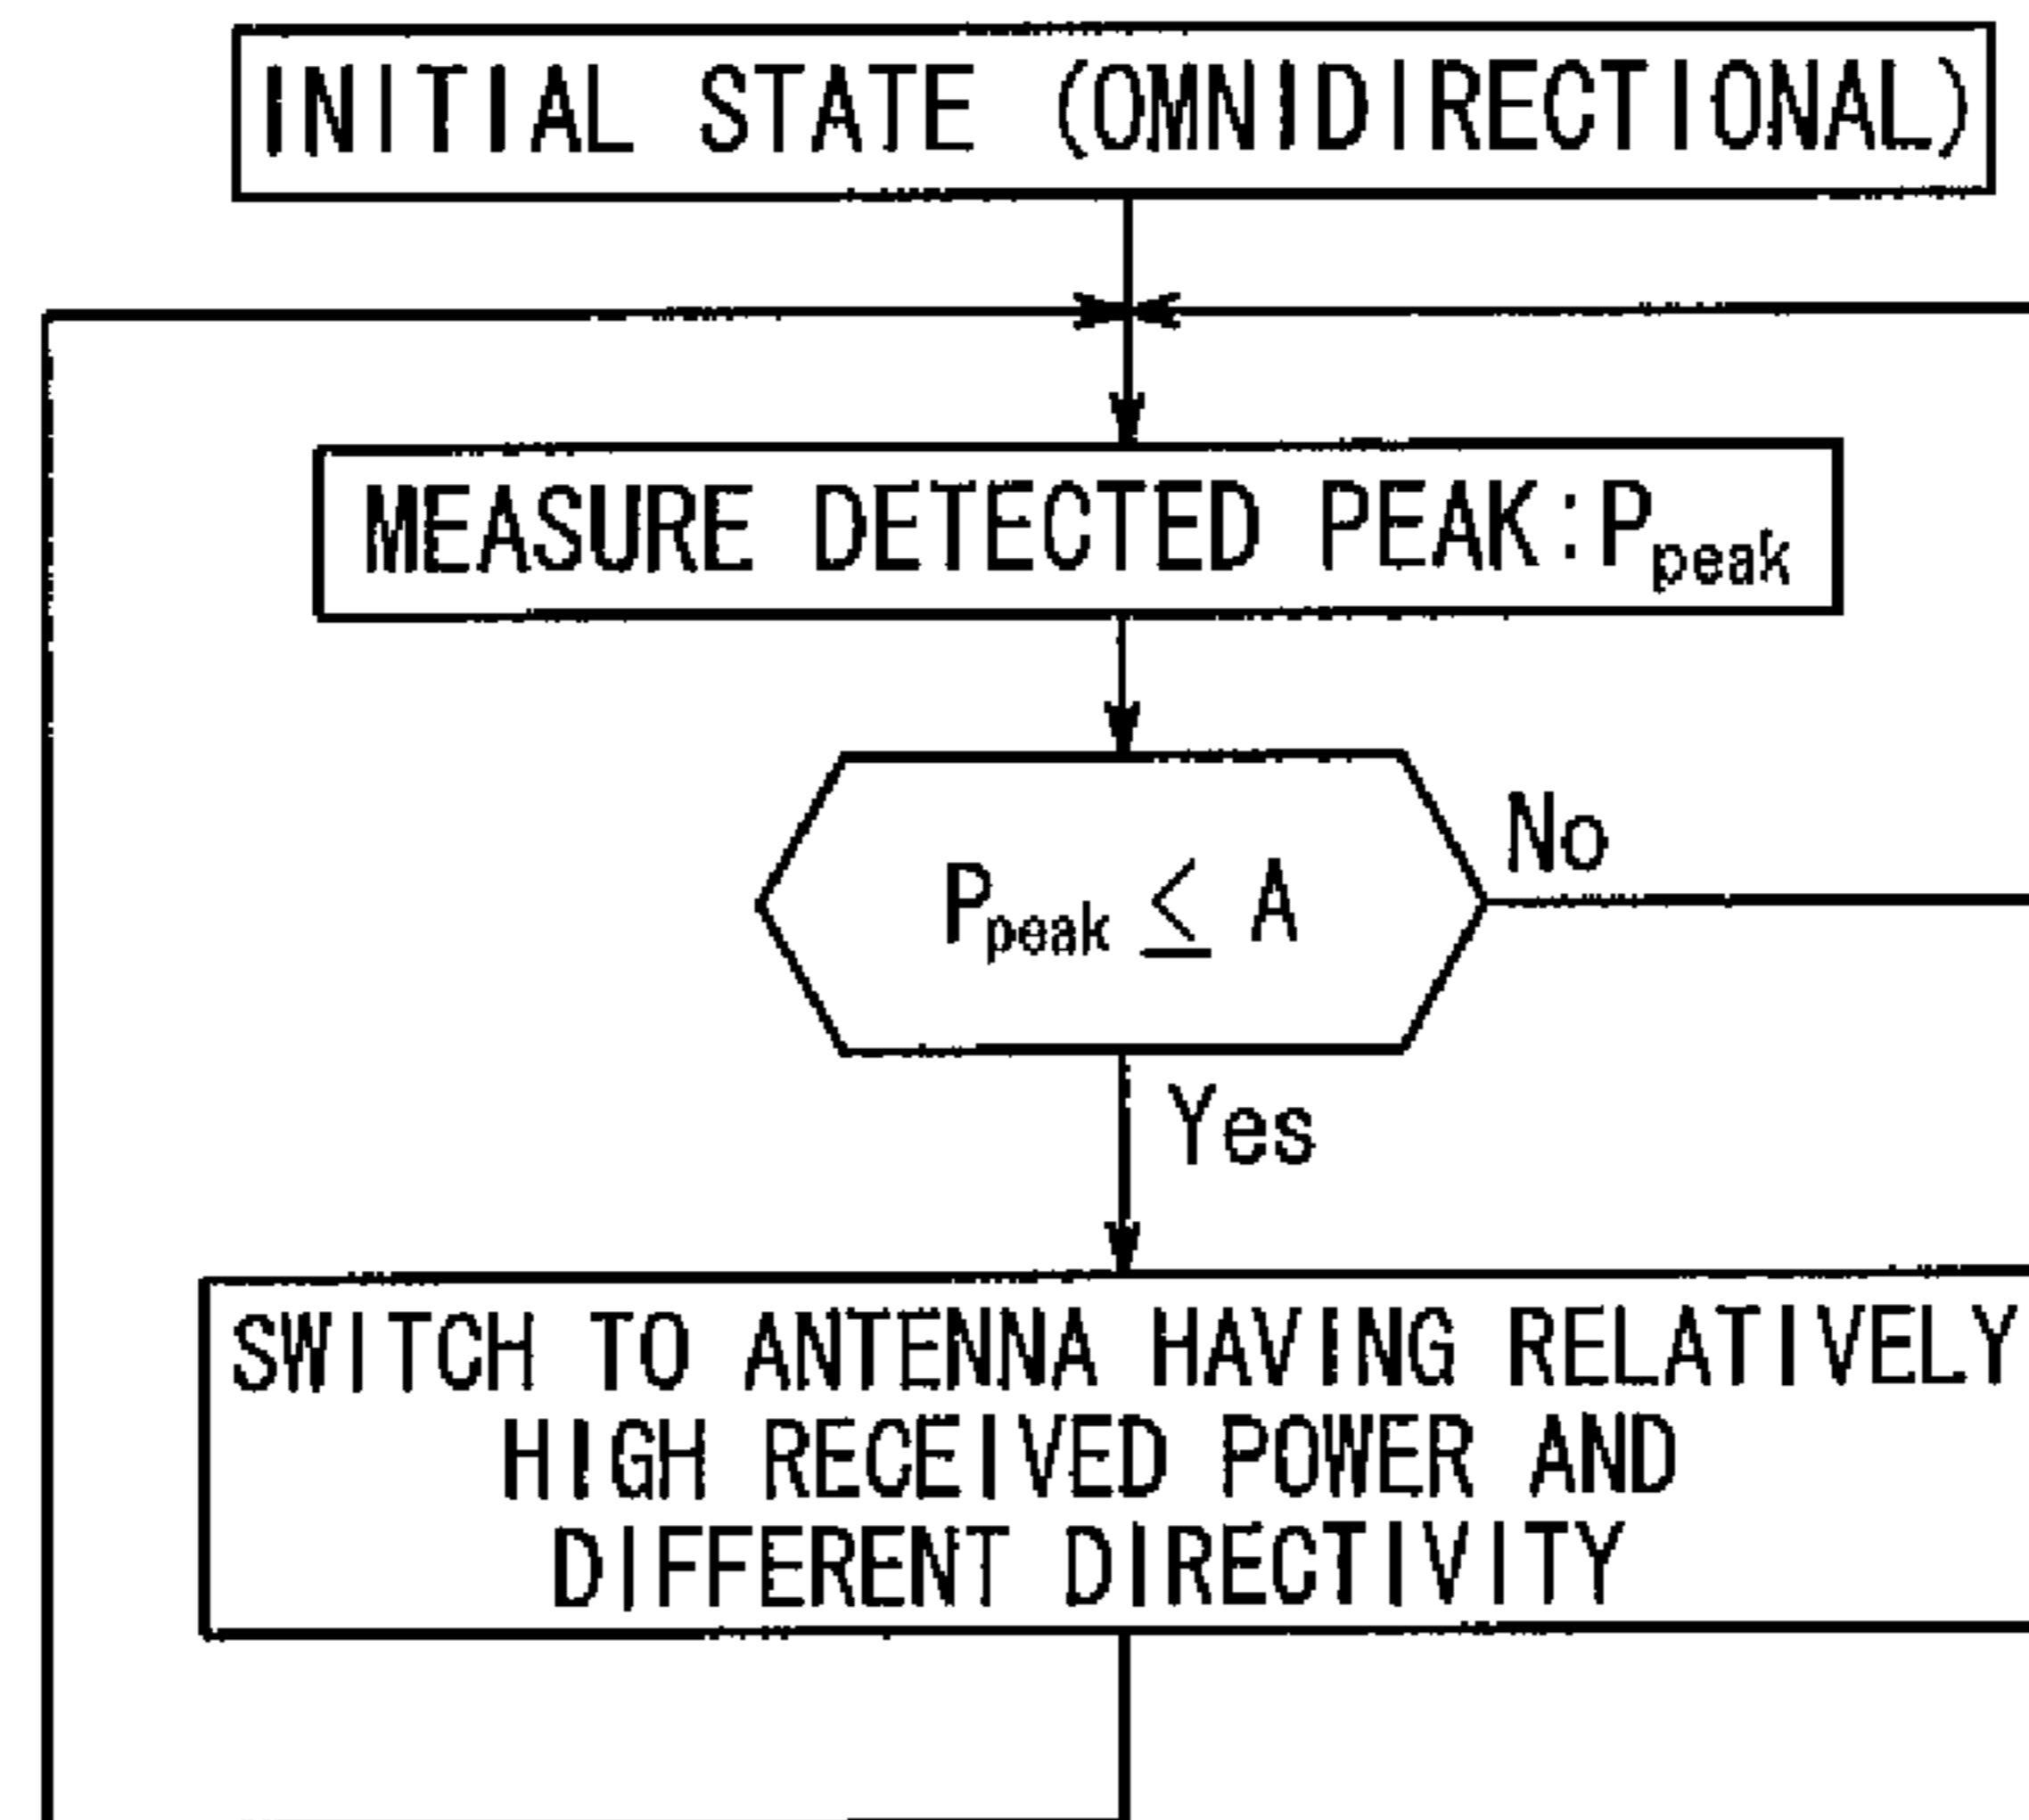 INITIAL STATE (OMNIDIRECTIONAL)
MEASURE DETECTED PEAK:Ppeak
No
Ppeak ≤ A
Yes
SWITCH TO ANTENNA HAVING RELATIVELY
HIGH RECEIVED POWER AND
DIFFERENT DIRECTIVITY